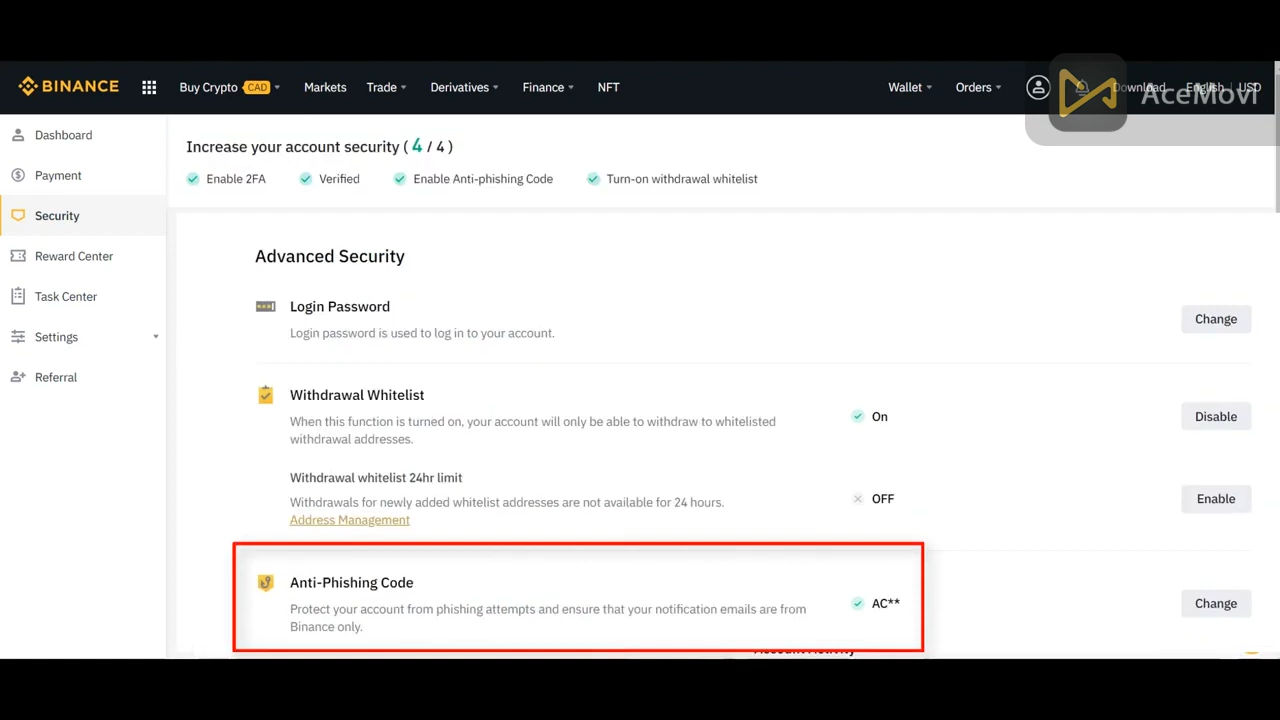 BINANCE
Buy Crypto CAD
Markets
Trade
Derivatives
Finance
NFT
Wallet
Orders
Download
English
USD
AceMovi
Dashboard
Payment
Security
Reward Center
Task Center
Settings
Referral
Increase your account security ( 4 / 4 )
Enable 2FA
Verified
Enable Anti-phishing Code
Turn-on withdrawal whitelist
Advanced Security
Login Password
Login password is used to log in to your account.
Change
Withdrawal Whitelist
When this function is turned on, your account will only be able to withdraw to whitelisted
withdrawal addresses.
On
Disable
Withdrawal whitelist 24hr limit
Withdrawals for newly added whitelist addresses are not available for 24 hours.
Address Management
OFF
Enable
Anti-Phishing Code
Protect your account from phishing attempts and ensure that your notification emails are from
Binance only.
AC**
Change
Account Activity